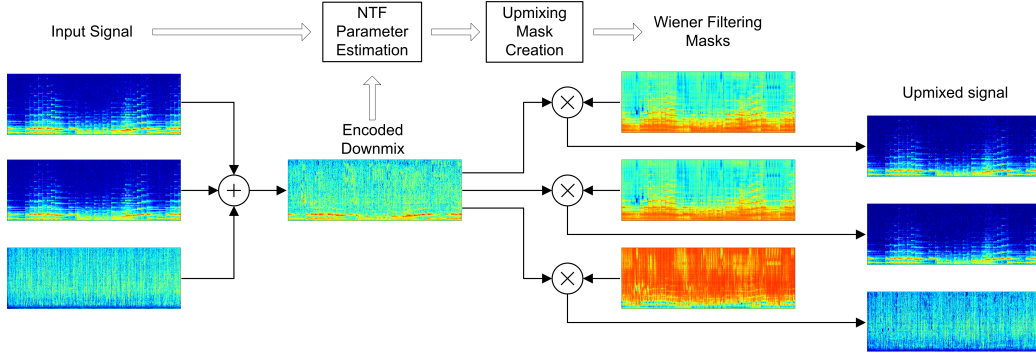 Input Signal
NTF
Parameter
Estimation
Upmixing
Mask
Creation
Wiener Filtering
Masks
Upmixed signal
Encoded
Downmix